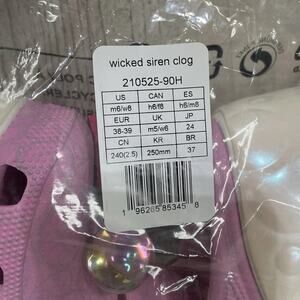 wicked siren clog
210525-90H
US CAN ES
m6/w8 h6/f8 h6/m8
EUR UK JP
38-39 m5/w6 24
CN KR BR
240(2.5) 250mm 37
1 96265 85345 8